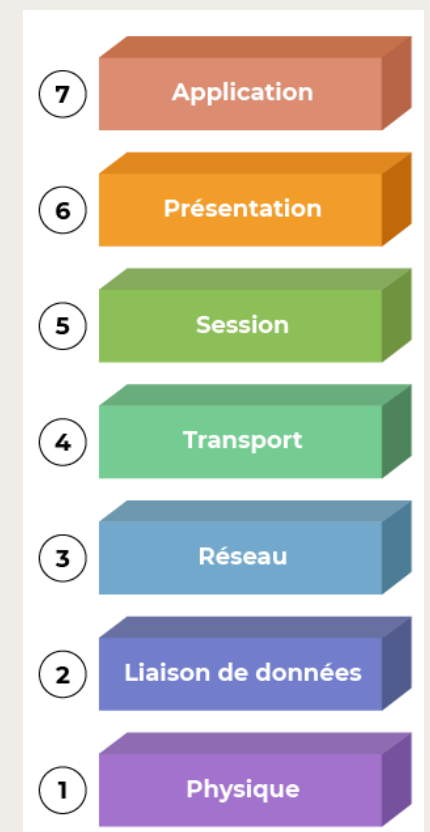 7 Application
6 Présentation
5 Session
4 Transport
3 Réseau
2 Liaison de données
1 Physique